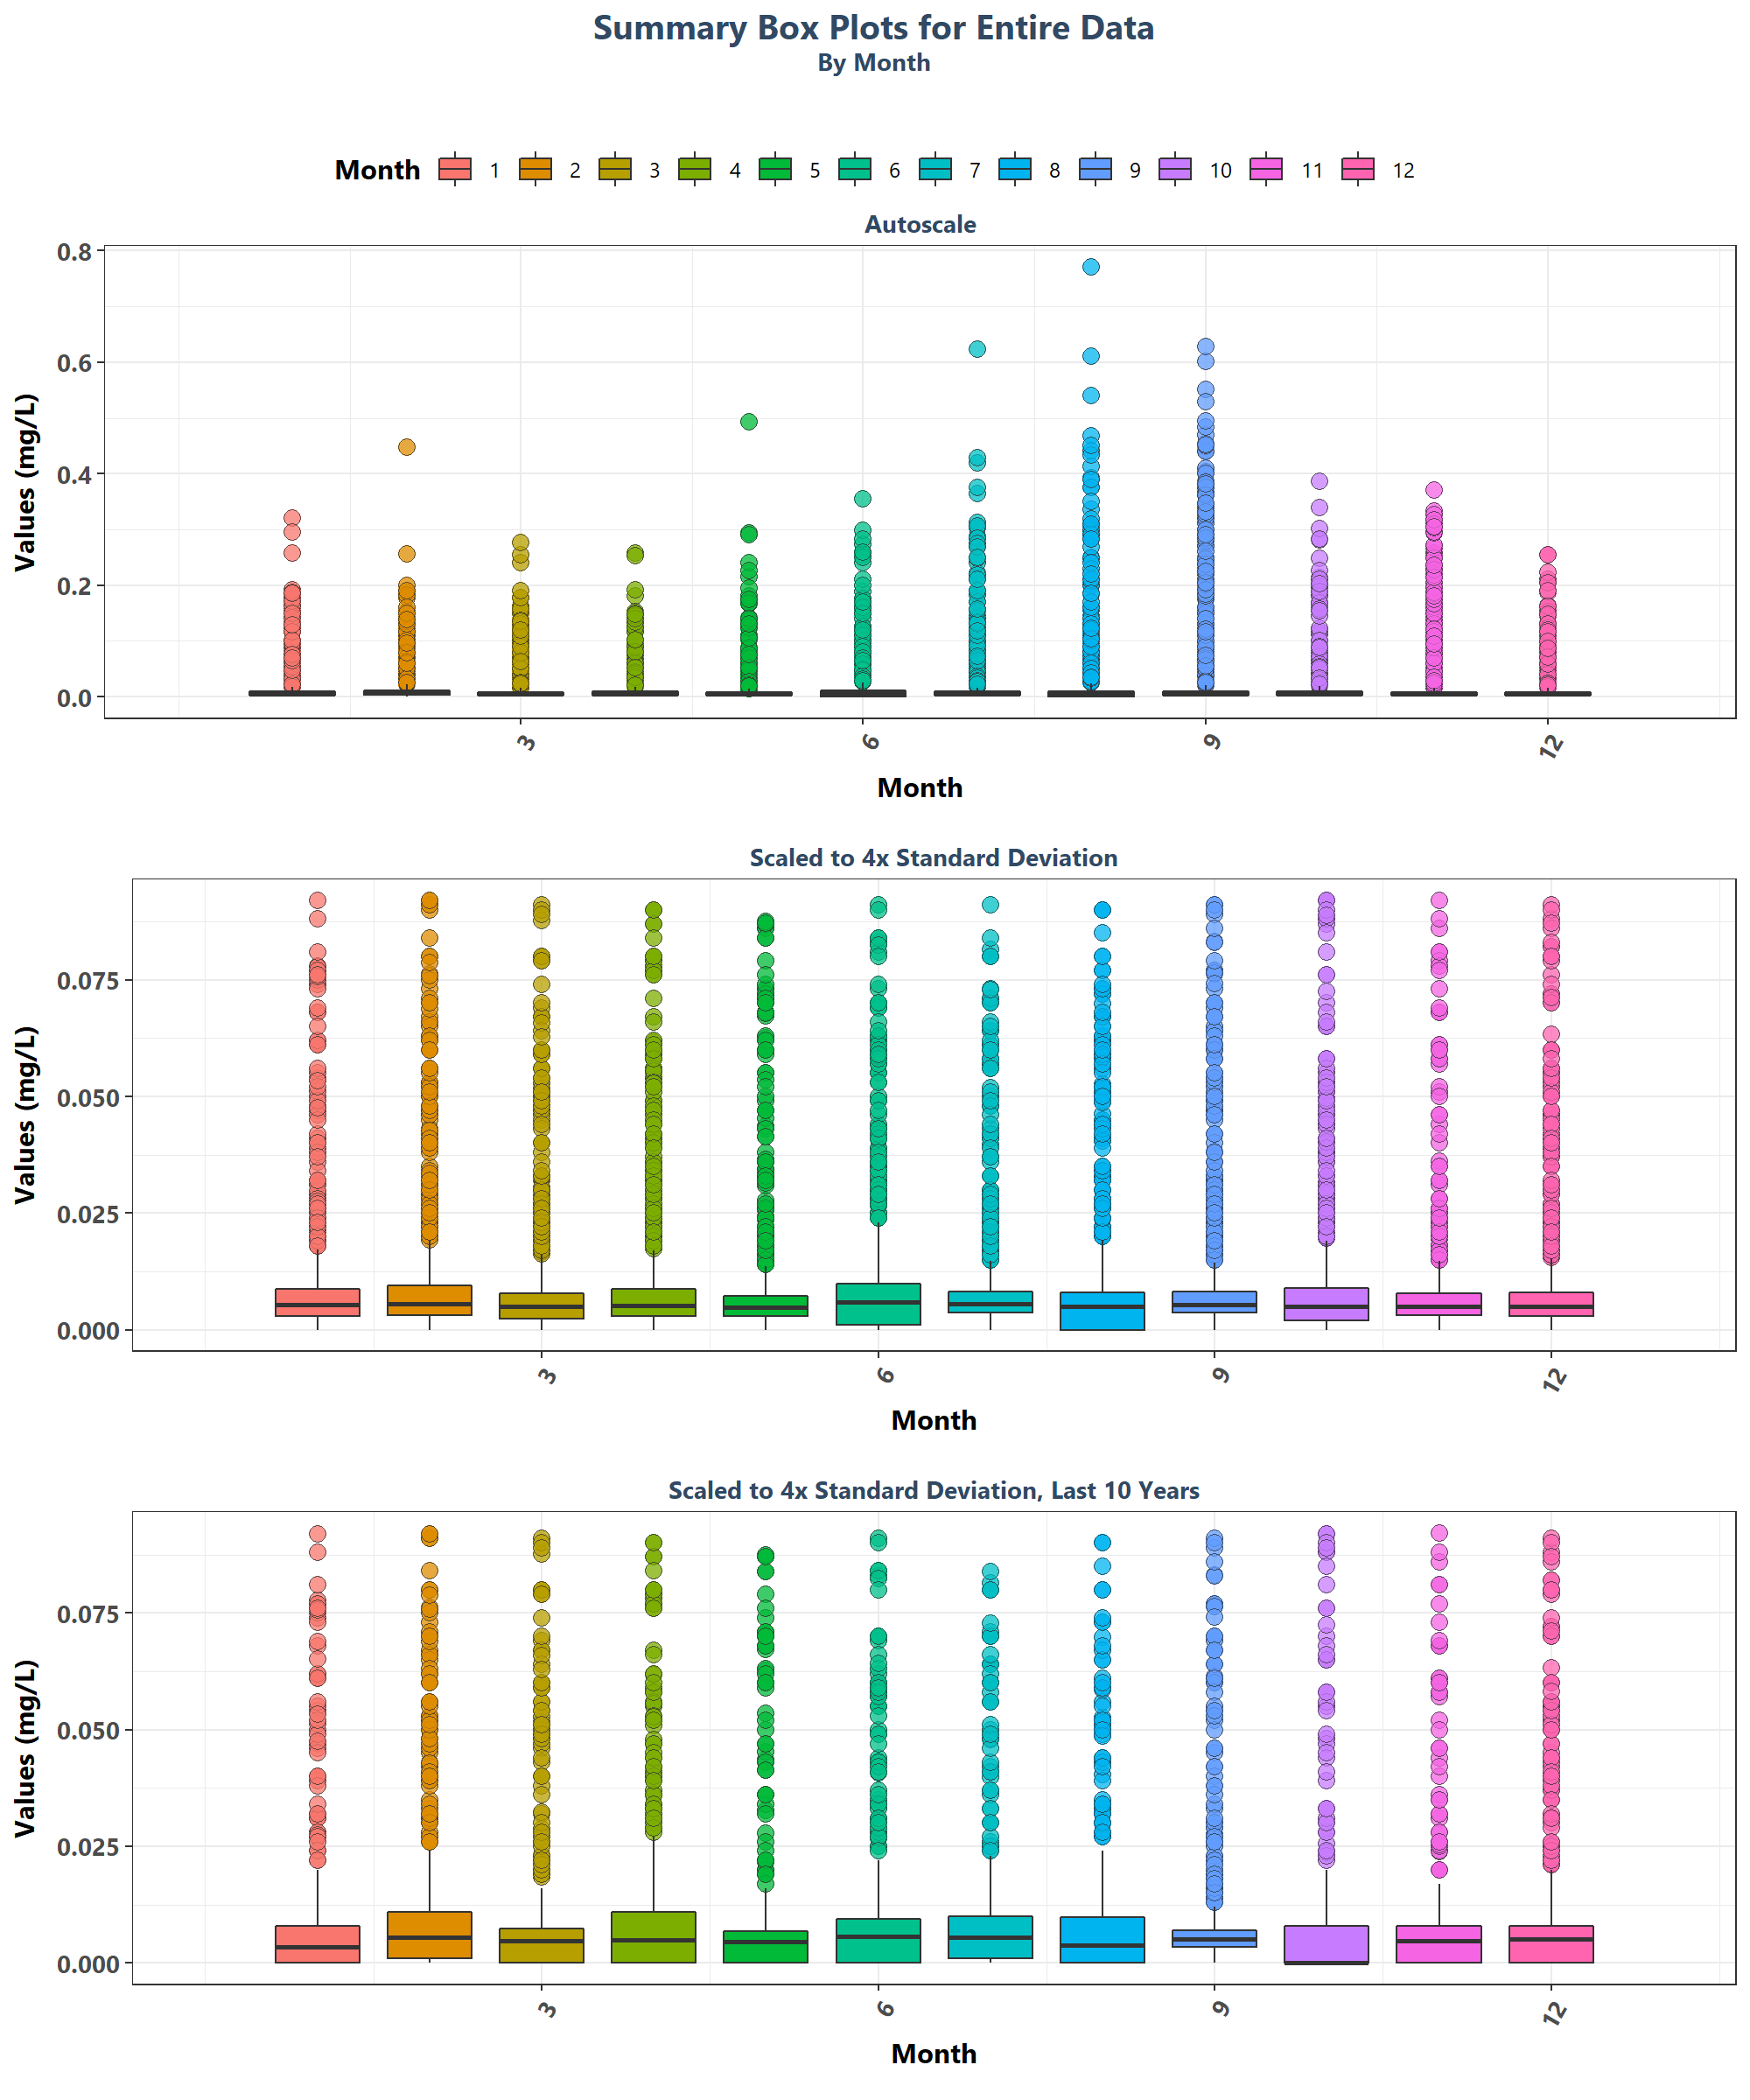 Summary Box Plots for Entire Data
By Month
Month 1 2 3 4 5 6 7 8 9 10 11 12
Autoscale
Values (mg/L)
0.8
0.6
0.4
0.2
0.0
3 6 9 12
Month
Scaled to 4x Standard Deviation
Values (mg/L)
0.075
0.050
0.025
0.000
3 6 9 12
Month
Scaled to 4x Standard Deviation, Last 10 Years
Values (mg/L)
0.075
0.050
0.025
0.000
3 6 9 12
Month